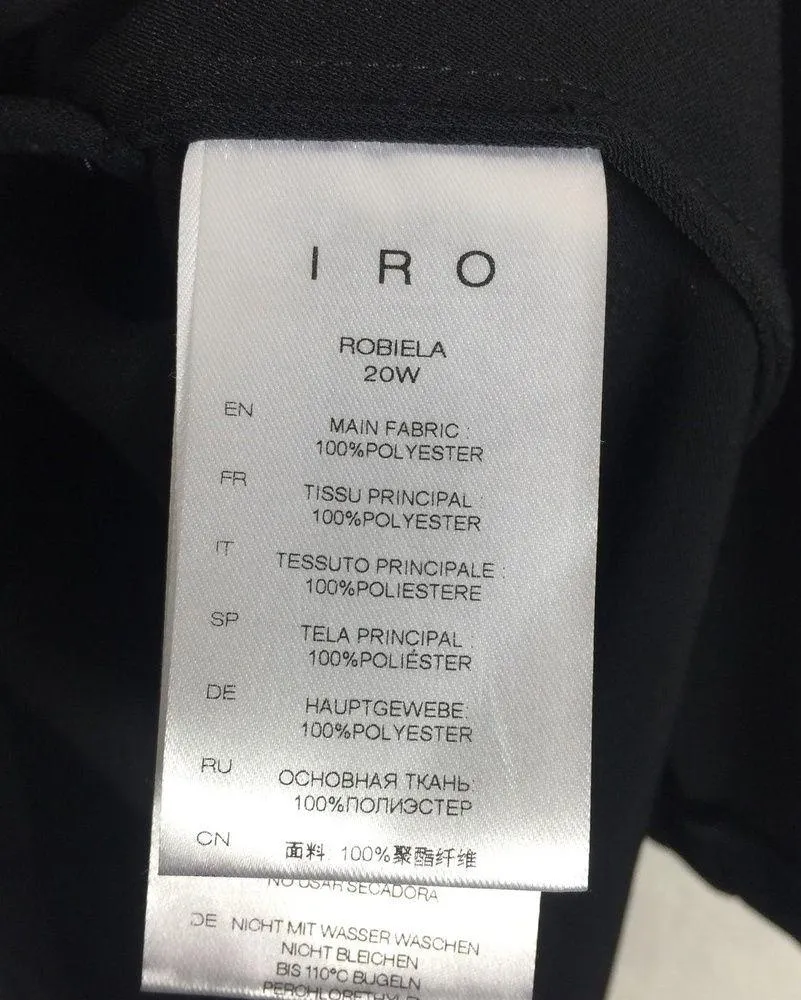 IRO
ROBIELA
20W
EN
MAIN FABRIC :
100%POLYESTER
FR
TISSU PRINCIPAL :
100%POLYESTER
IT
TESSUTO PRINCIPALE :
100%POLIESTERE
SP
TELA PRINCIPAL
100%POLIÉSTER
DE
HAUPTGEWEBE:
100%POLYESTER
RU
ОСНОВНАЯ ТКАНЬ:
100%ПОЛИЭСТЕР
CN
面料 100%聚酯纤维
NO USAR SECADORA
DE NICHT MIT WASSER WASCHEN
NICHT BLEICHEN
BIS 110°C BUGELN